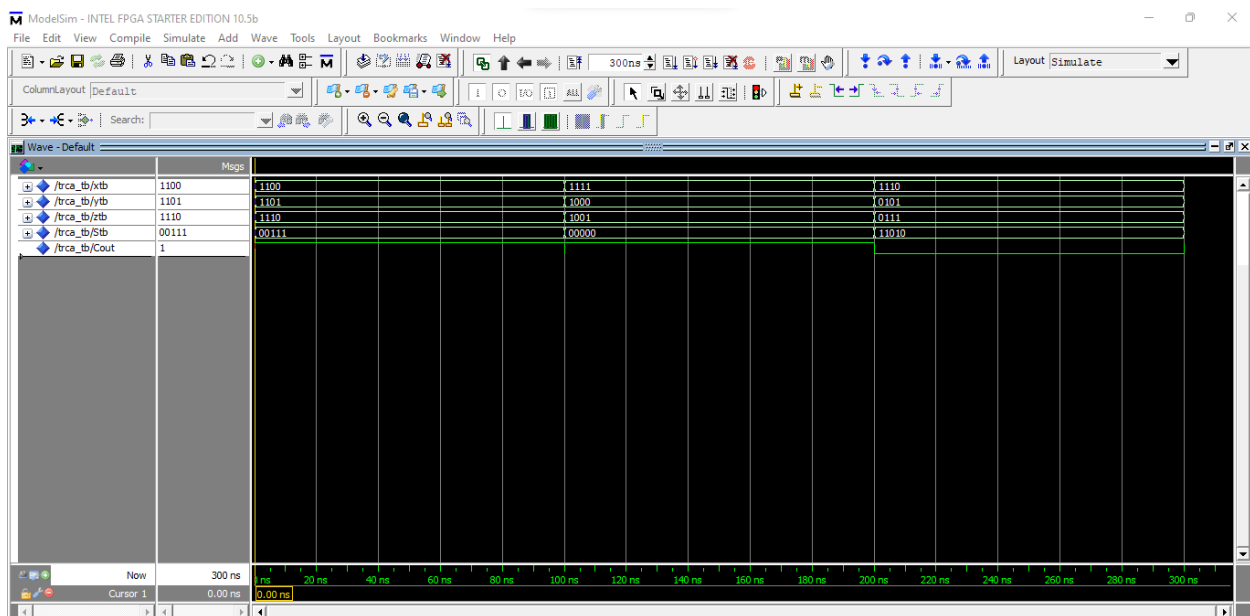 ModelSim - INTEL FPGA STARTER EDITION 10.5b
File Edit View Compile Simulate Add Wave Tools Layout Bookmarks Window Help
300 ns Layout Simulate
ColumnLayout Default
Search:
Wave - Default
Msgs
/trca_tb/xtb 1100 1100 1111 1110
/trca_tb/ytb 1101 1101 1000 0101
/trca_tb/ztb 1110 1110 1001 0111
/trca_tb/Stb 00111 00111 00000 11010
/trca_tb/Cout 1
Now 300 ns ns 20 ns 40 ns 60 ns 80 ns 100 ns 120 ns 140 ns 160 ns 180 ns 200 ns 220 ns 240 ns 260 ns 280 ns 300 ns
Cursor 1 0.00 ns 0.00 ns